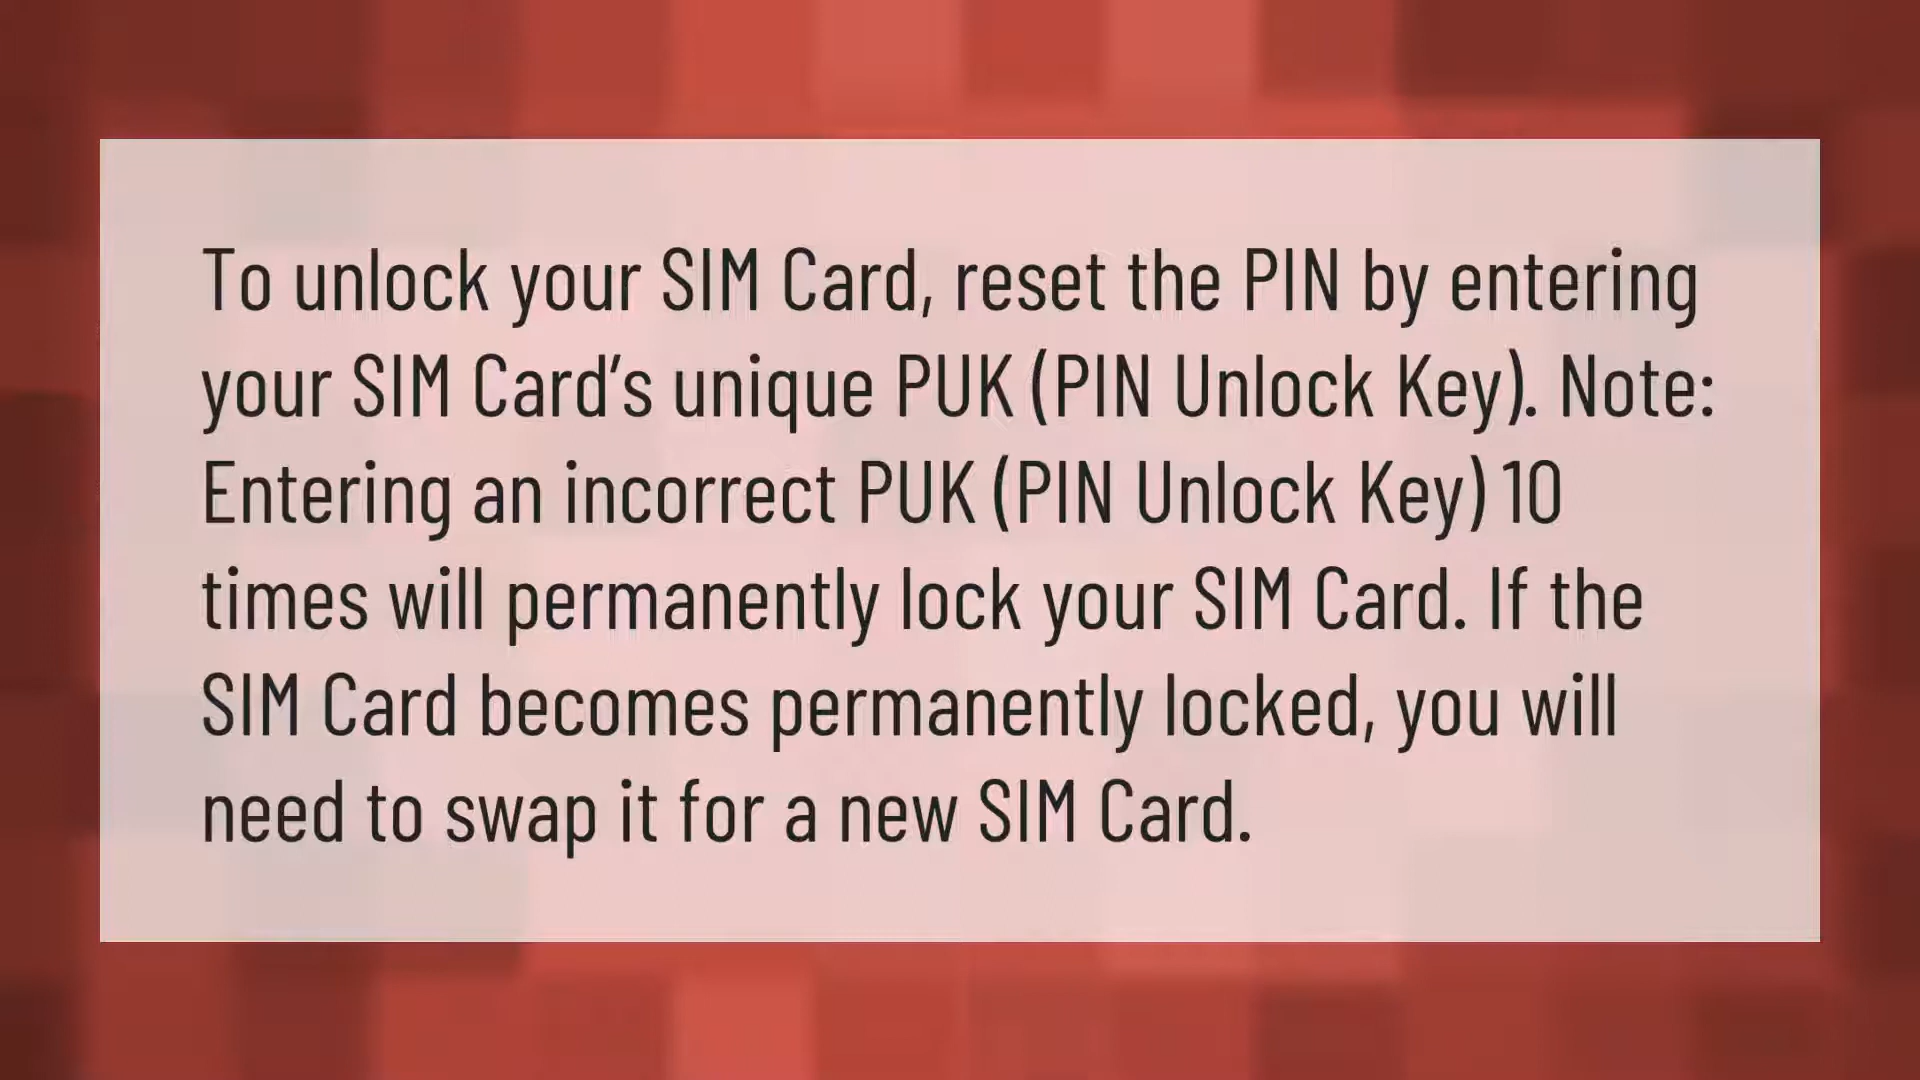 To unlock your SIM Card, reset the PIN by entering
your SIM Card’s unique PUK (PIN Unlock Key). Note:
Entering an incorrect PUK (PIN Unlock Key) 10
times will permanently lock your SIM Card. If the
SIM Card becomes permanently locked, you will
need to swap it for a new SIM Card.